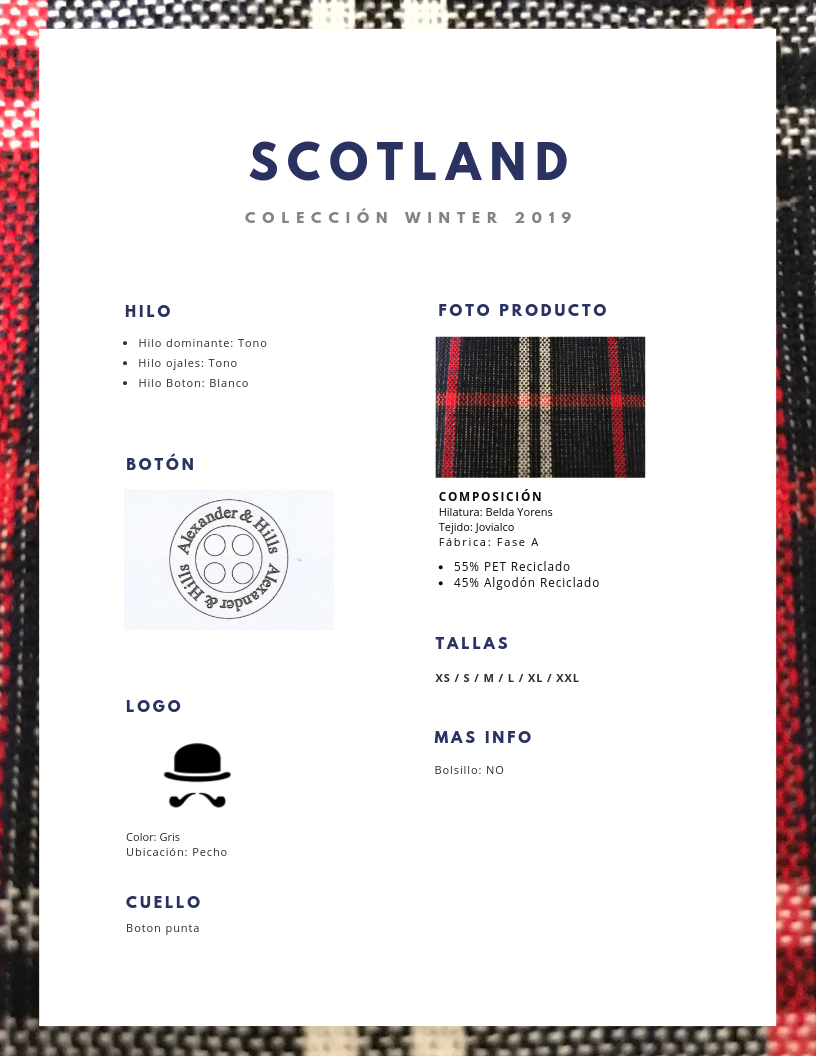 SCOTLAND
COLECCIÓN WINTER 2019
HILO
Hilo dominante: Tono
Hilo ojales: Tono
Hilo Boton: Blanco
BOTÓN
Alexander & Hills
Alexander & Hills
LOGO
Color: Gris
Ubicación: Pecho
CUELLO
Boton punta
FOTO PRODUCTO
COMPOSICIÓN
Hilatura: Belda Yorens
Tejido: Jovialco
Fábrica: Fase A
55% PET Reciclado
45% Algodón Reciclado
TALLAS
XS / S / M / L / XL / XXL
MAS INFO
Bolsillo: NO